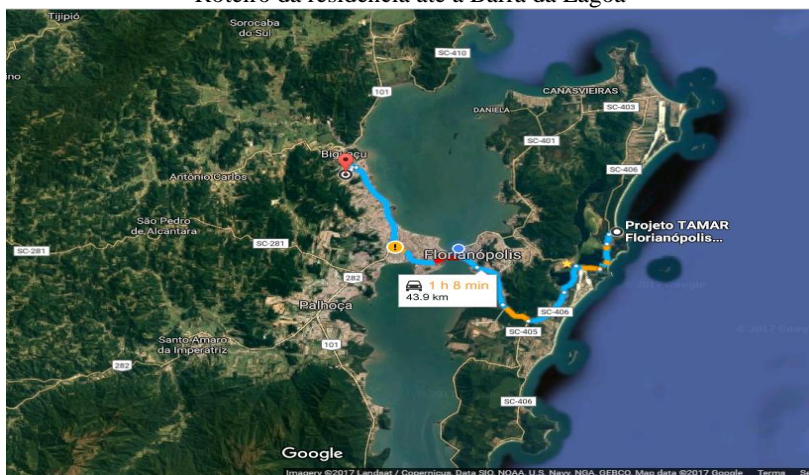 Roteiro da residência até a Barra da Lagoa
Tijipió
Sorocaba
do Sul
SC-410
101
CANASVIEIRAS
DANIELA
SC-403
SC-401
Biguaçu
SC-406
Antônio Carlos
São Pedro
de Alcântara
SC-281
SC-281
Florianópolis
Projeto TAMAR
Florianópolis...
282
1 h 8 min
43.9 km
Palhoça
SC-406
SC-405
Santo Amaro
da Imperatriz
101
282
SC-406
Google
Imagery ©2017 Landsat / Copernicus, Data SIO, NOAA, U.S. Navy, NGA, GEBCO, Map data ©2017 Google Terms